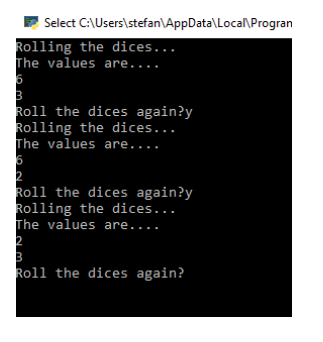 Select C:\Users\stefan\AppData\Local\Program
Rolling the dices...
The values are....
6
3
Roll the dices again?y
Rolling the dices...
The values are....
6
2
Roll the dices again?y
Rolling the dices...
The values are....
2
3
Roll the dices again?